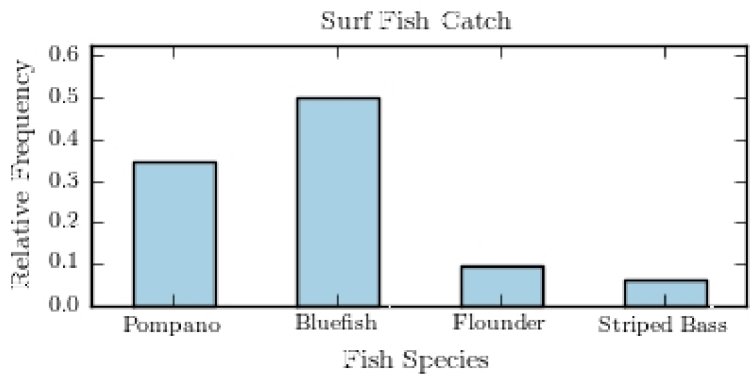 Surf Fish Catch
0.6
0.5
0.4
0.3
0.2
0.1
0.0
Relative Frequency
Pompano Bluefish Flounder Striped Bass
Fish Species